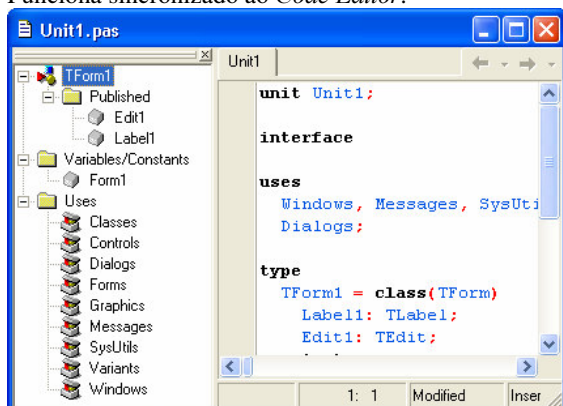 Funciona sincronizado ao Code Editor.
Unit1.pas
TForm1
Published
Edit1
Label1
Variables/Constants
Form1
Uses
Classes
Controls
Dialogs
Forms
Graphics
Messages
SysUtils
Variants
Windows
Unit1
unit Unit1;
interface
uses
Windows, Messages, SysUti
Dialogs;
type
TForm1 = class(TForm)
Label1: TLabel;
Edit1: TEdit;
1: 1
Modified
Inser